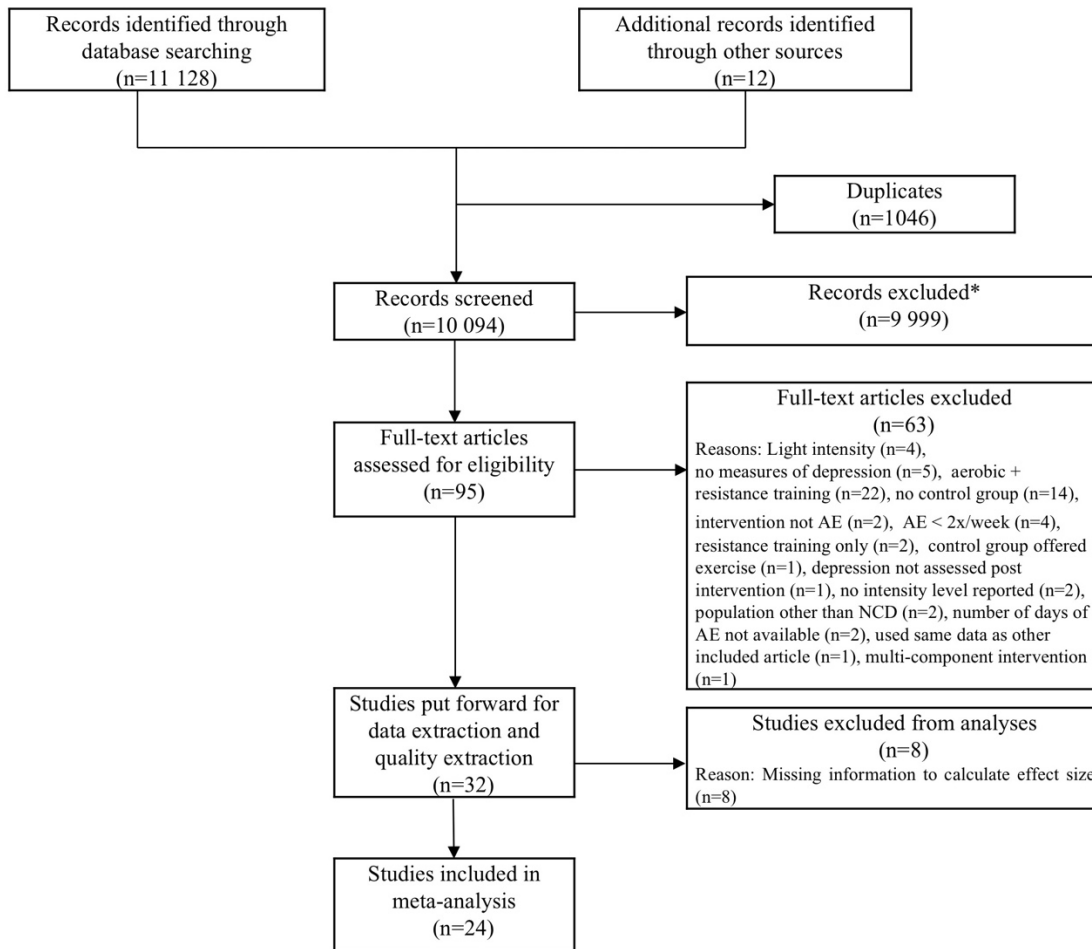 Records identified through
database searching
(n=11 128)
Additional records identified
through other sources
(n=12)
Duplicates
(n=1046)
Records screened
(n=10 094)
Records excluded*
(n=9 999)
Full-text articles
assessed for eligibility
(n=95)
Full-text articles excluded
(n=63)
Reasons: Light intensity (n=4),
no measures of depression (n=5), aerobic +
resistance training (n=22), no control group (n=14),
intervention not AE (n=2), AE < 2x/week (n=4),
resistance training only (n=2), control group offered
exercise (n=1), depression not assessed post
intervention (n=1), no intensity level reported (n=2),
population other than NCD (n=2), number of days of
AE not available (n=2), used same data as other
included article (n=1), multi-component intervention
(n=1)
Studies put forward for
data extraction and
quality extraction
(n=32)
Studies excluded from analyses
(n=8)
Reason: Missing information to calculate effect size
(n=8)
Studies included in
meta-analysis
(n=24)